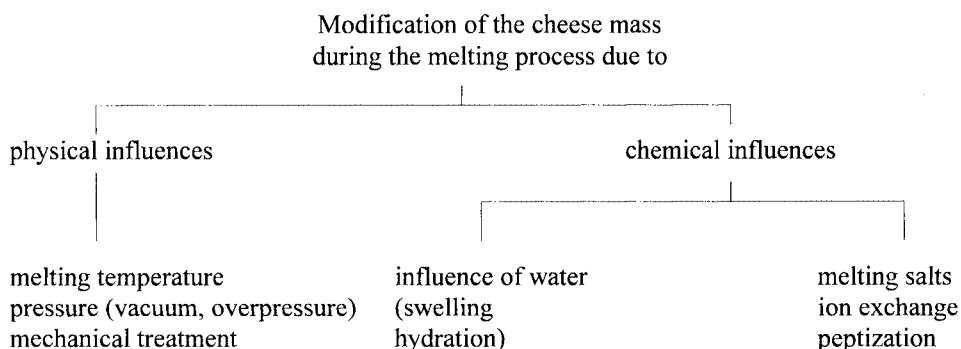 Modification of the cheese mass
during the melting process due to
physical influences
chemical influences
melting temperature
pressure (vacuum, overpressure)
mechanical treatment
influence of water
(swelling
hydration)
melting salts
ion exchange
peptization